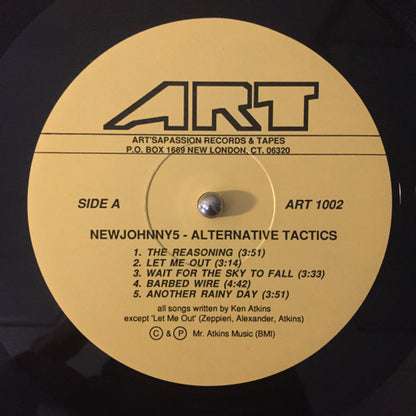 ART
ART'SAPASSION RECORDS & TAPES
P.O. BOX 1689 NEW LONDON, CT. 06320
SIDE A ART 1002
NEWJOHNNY5 - ALTERNATIVE TACTICS
1. THE REASONING (3:51)
2. LET ME OUT (3:14)
3. WAIT FOR THE SKY TO FALL (3:33)
4. BARBED WIRE (4:42)
5. ANOTHER RAINY DAY (3:51)
all songs written by Ken Atkins
except 'Let Me Out' (Zeppieri, Alexander, Atkins)
Ⓒ & Ⓟ Mr. Atkins Music (BMI)